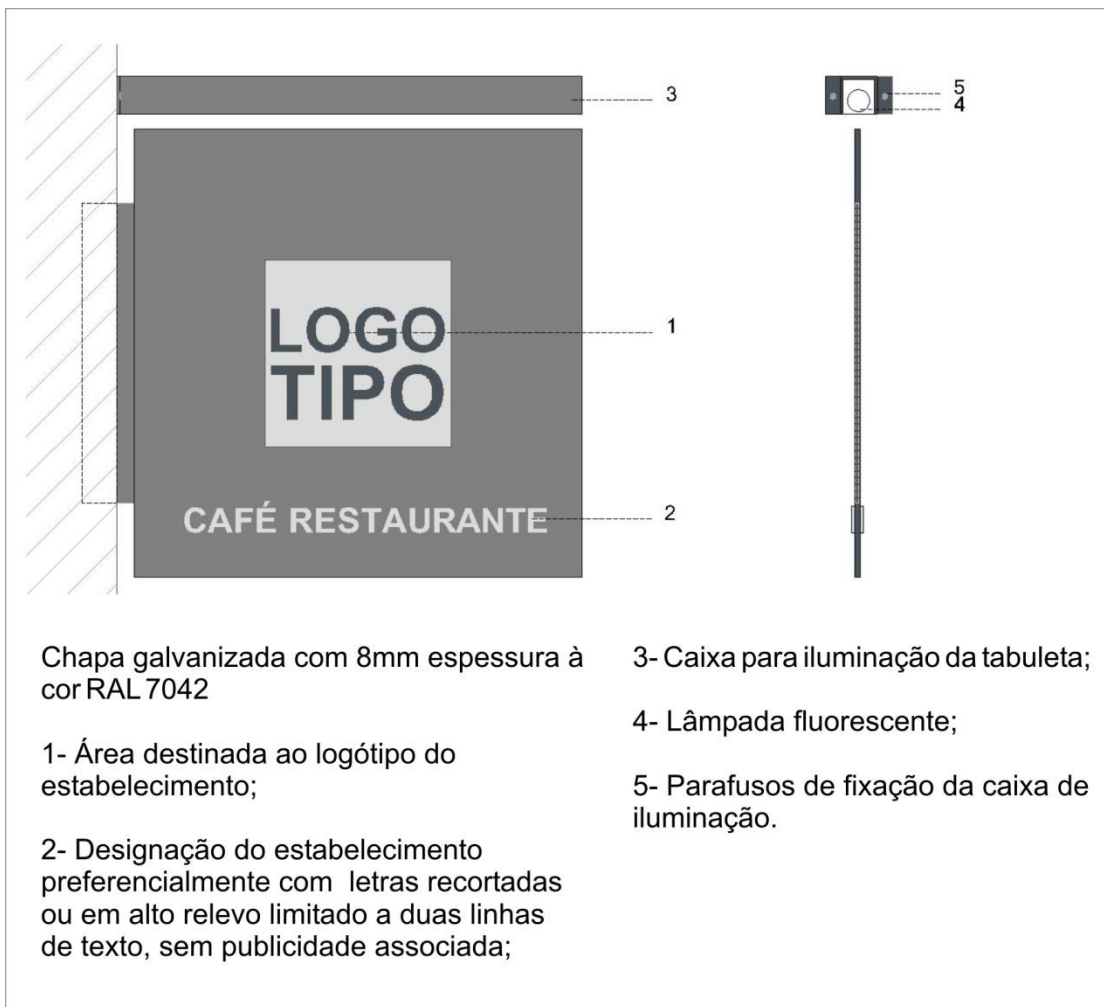 3
5
4
LOGO
TIPO
1
CAFÉ RESTAURANTE
2
Chapa galvanizada com 8mm espessura à
cor RAL 7042
1- Área destinada ao logótipo do
estabelecimento;
2- Designação do estabelecimento
preferencialmente com letras recortadas
ou em alto relevo limitado a duas linhas
de texto, sem publicidade associada;
3- Caixa para iluminação da tabuleta;
4- Lâmpada fluorescente;
5- Parafusos de fixação da caixa de
iluminação.